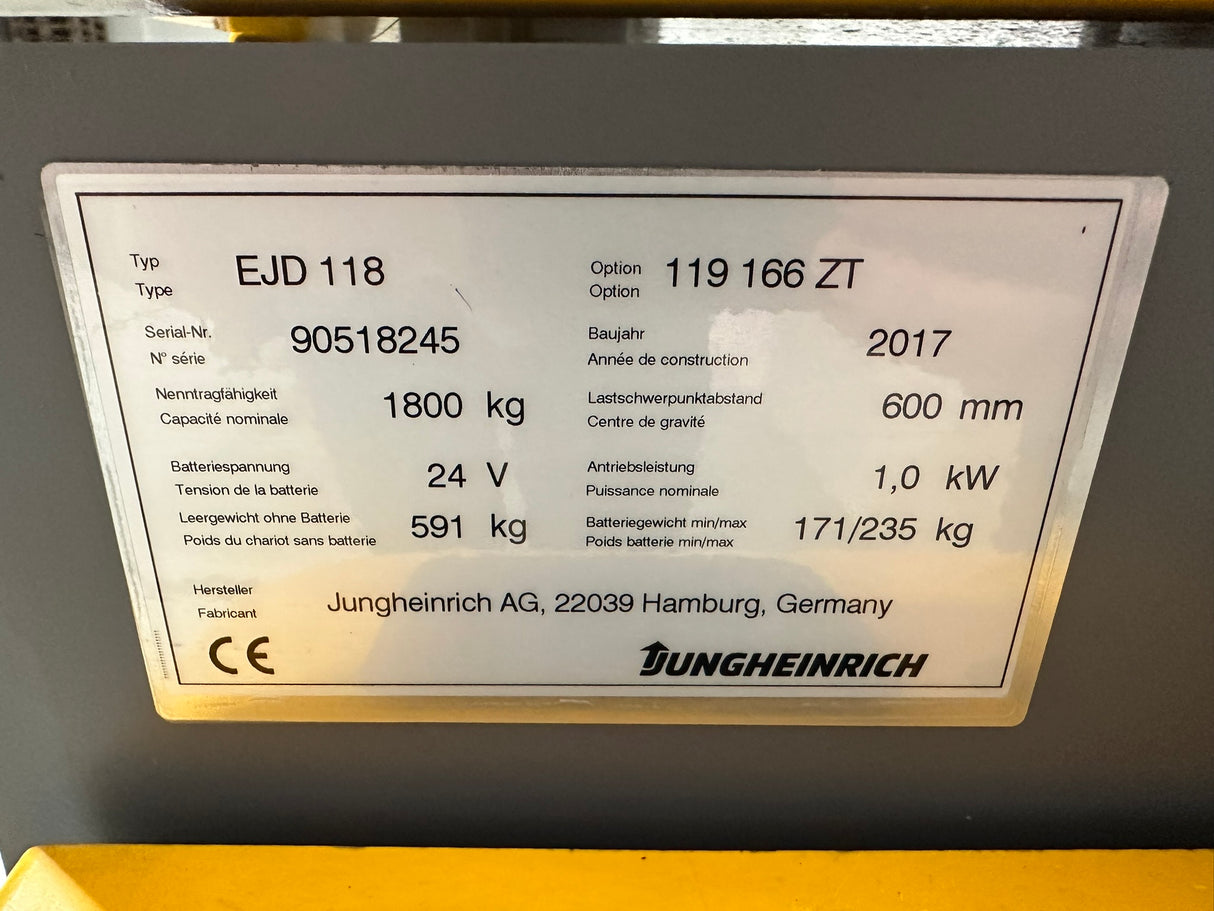 Typ EJD 118 Option 119 166 ZT
Type Option
Serial-Nr. 90518245 Baujahr 2017
N° série Année de construction
Nenntragfähigkeit 1800 kg Lastschwerpunktabstand 600 mm
Capacité nominale Centre de gravité
Batteriespannung 24 V Antriebsleistung 1,0 kW
Tension de la batterie Puissance nominale
Leergewicht ohne Batterie 591 kg Batteriegewicht min/max 171/235 kg
Poids du chariot sans batterie Poids batterie min/max
Hersteller Jungheinrich AG, 22039 Hamburg, Germany
Fabricant
CE JUNGHEINRICH